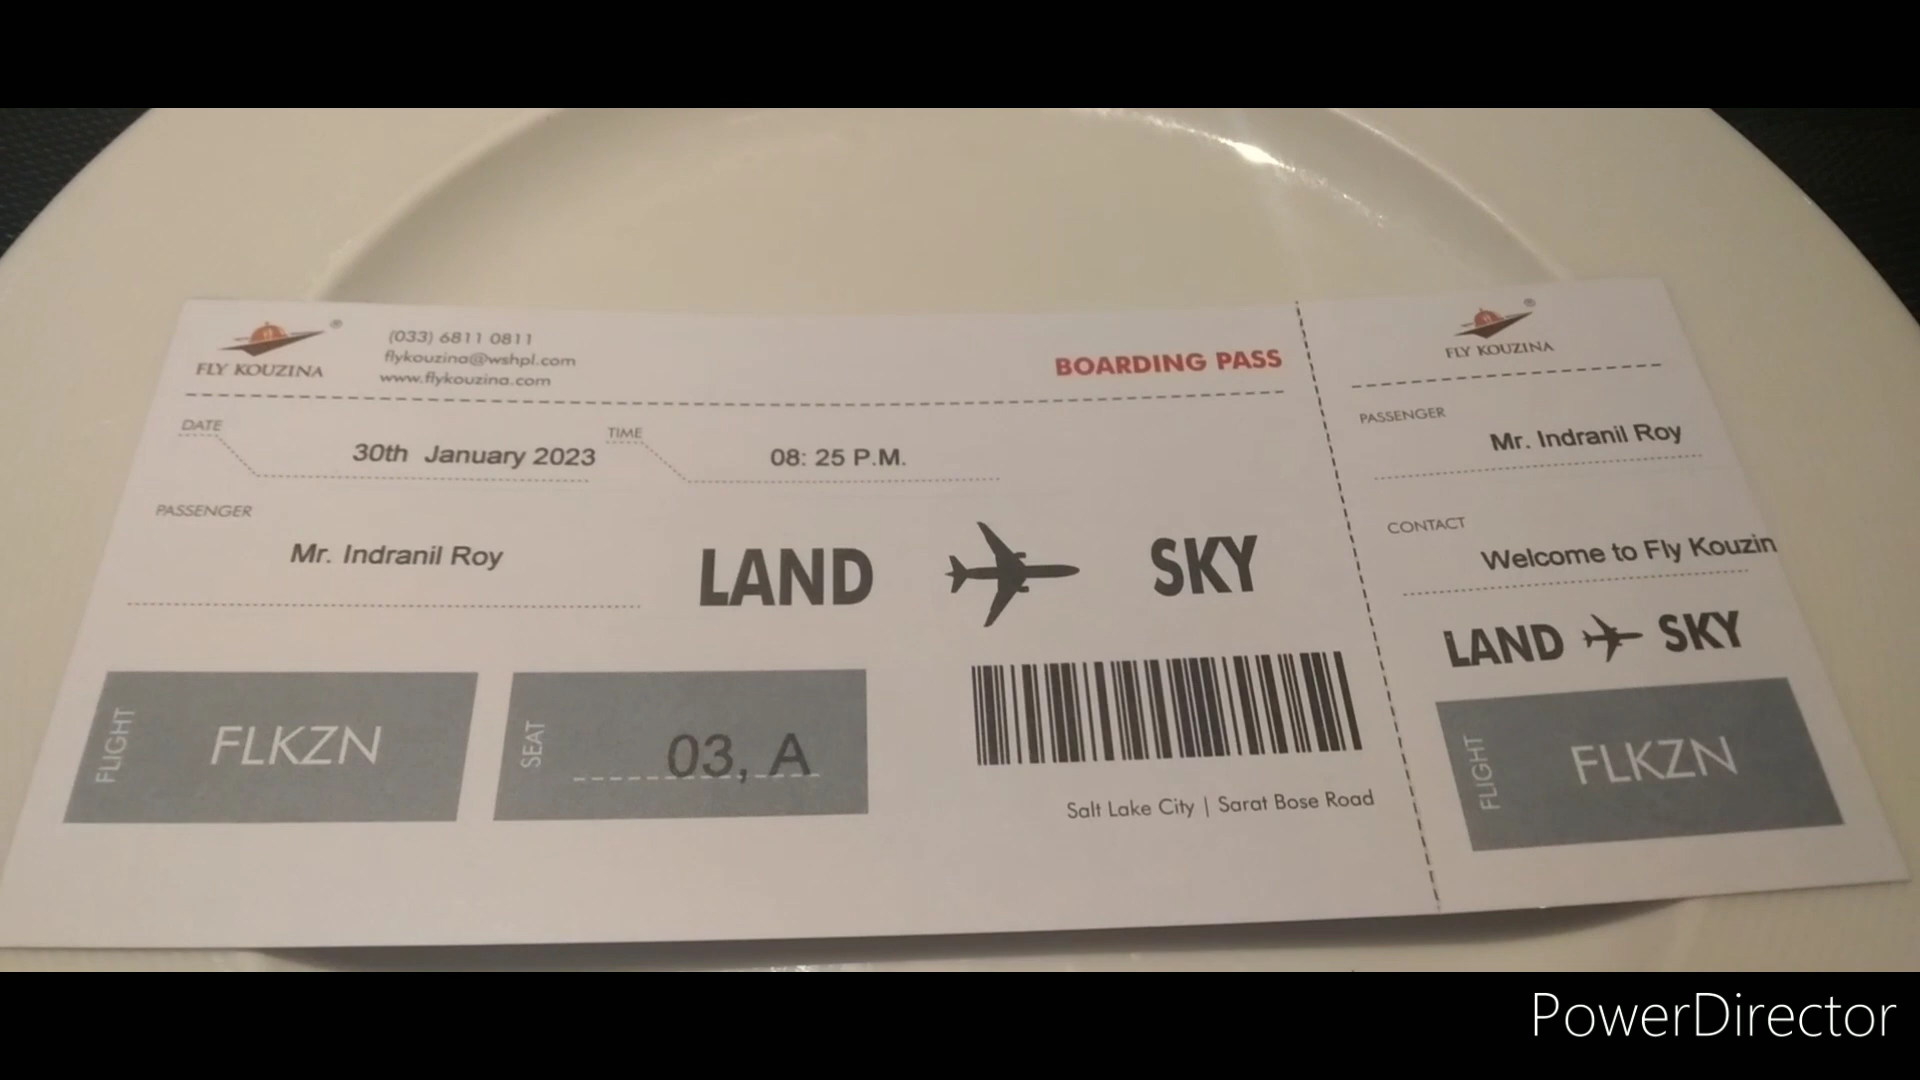 FLY KOUZINA ®
(033) 6811 0811
flykouzina@wshpl.com
www.flykouzina.com
BOARDING PASS
DATE
30th January 2023
TIME
08: 25 P.M.
PASSENGER
Mr. Indranil Roy
LAND SKY
FLIGHT
FLKZN
SEAT
03, A
Salt Lake City | Sarat Bose Road
FLY KOUZINA ®
PASSENGER
Mr. Indranil Roy
CONTACT
Welcome to Fly Kouzin
LAND SKY
FLIGHT
FLKZN
PowerDirector